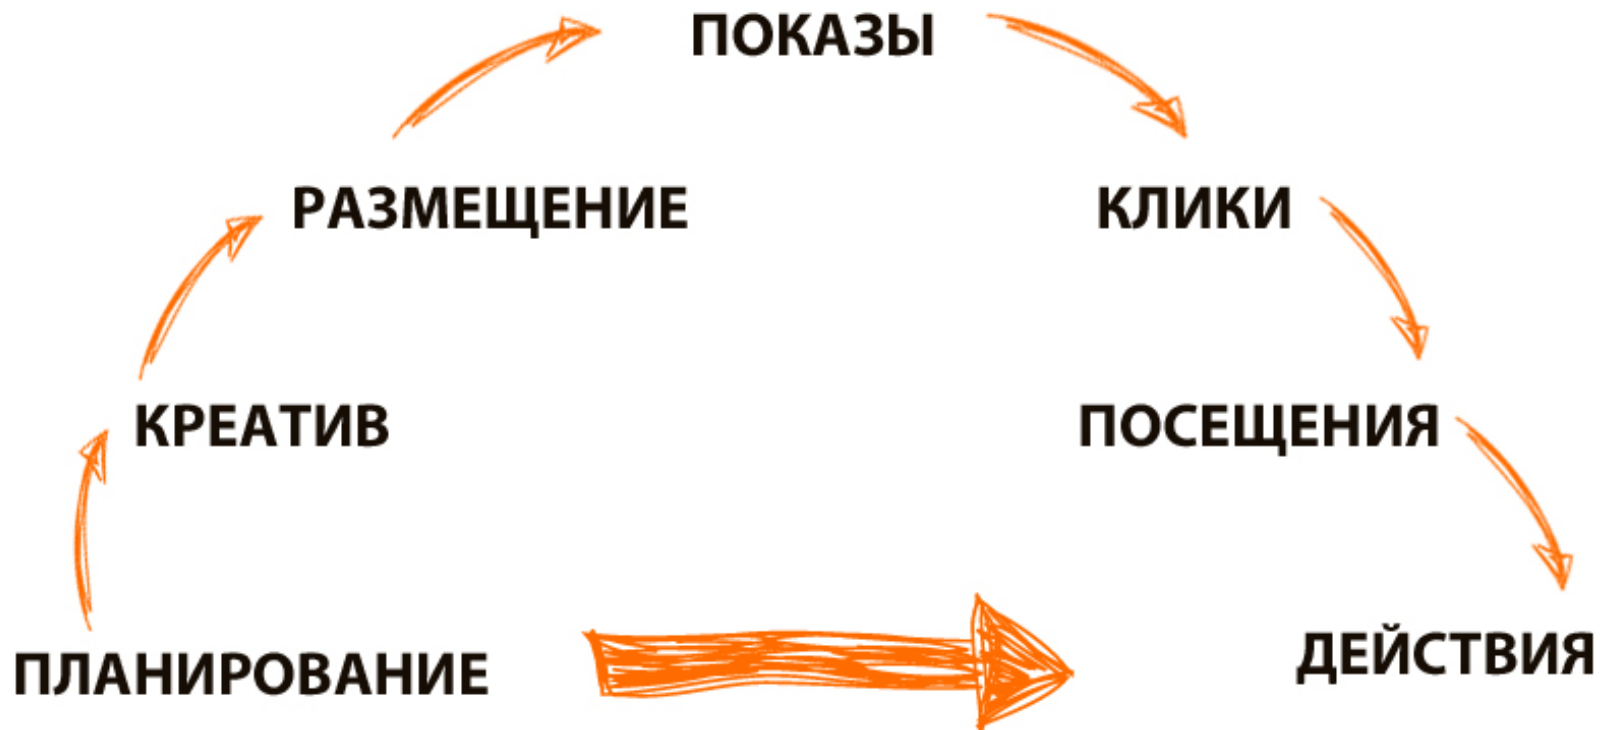 ПОКАЗЫ
РАЗМЕЩЕНИЕ
КЛИКИ
КРЕАТИВ
ПОСЕЩЕНИЯ
ПЛАНИРОВАНИЕ
ДЕЙСТВИЯ